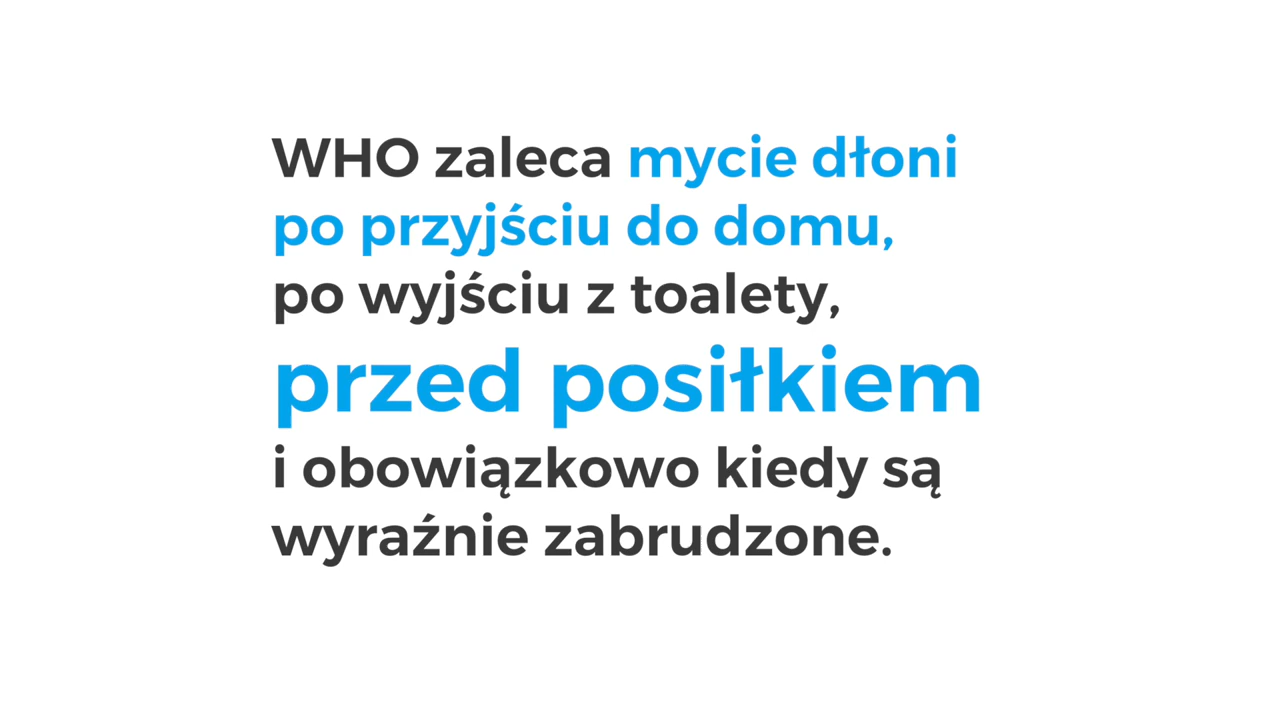 WHO zaleca mycie dłoni
po przyjściu do domu,
po wyjściu z toalety,
przed posiłkiem
i obowiązkowo kiedy są
wyraźnie zabrudzone.